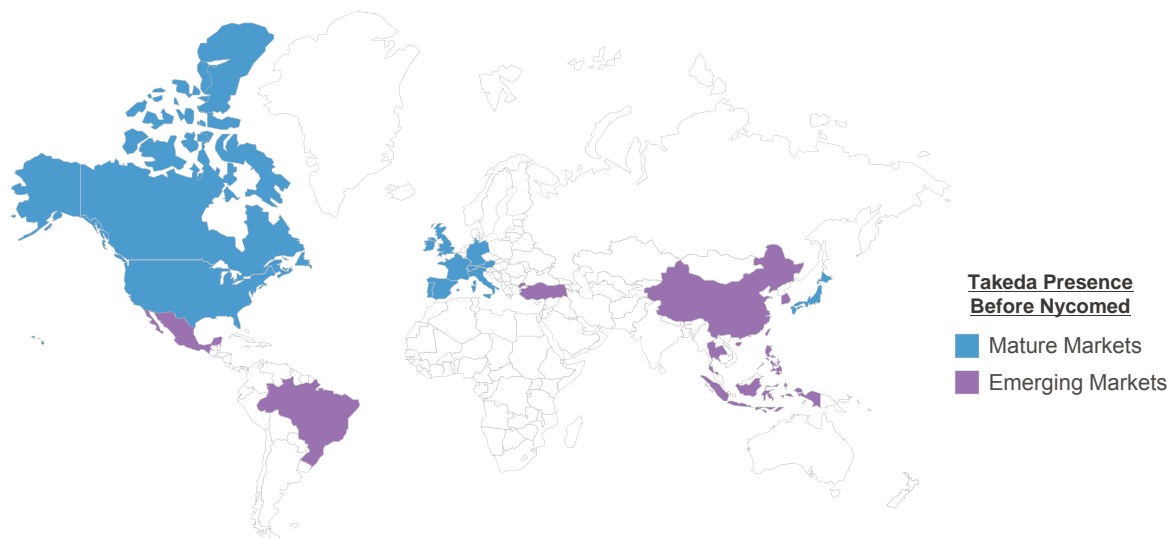 Takeda Presence
Before Nycomed
Mature Markets
Emerging Markets